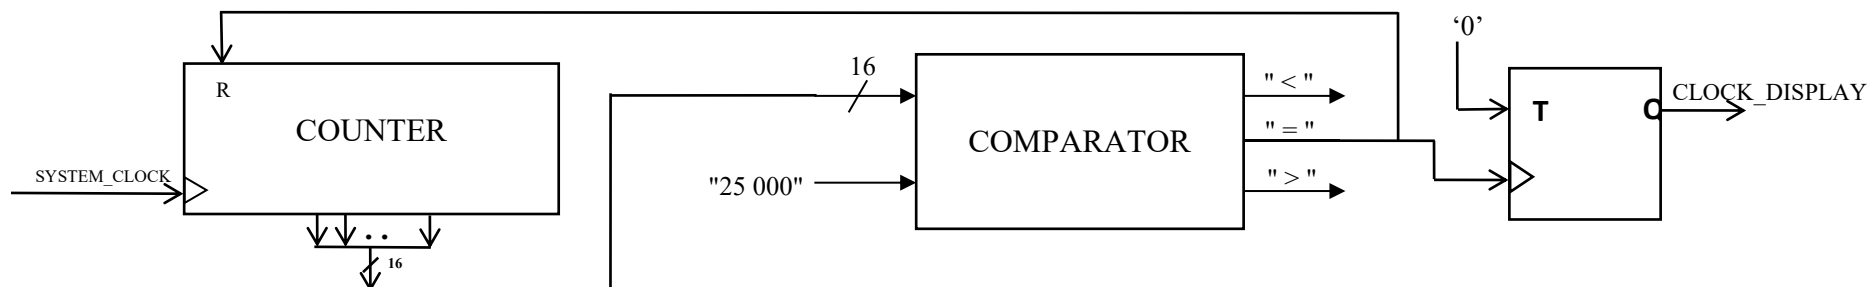 ‘0’
16
R
" < "
CLOCK_DISPLAY
T
Q
COUNTER
" = "
COMPARATOR
SYSTEM_CLOCK
"25 000"
" > "
. .
16